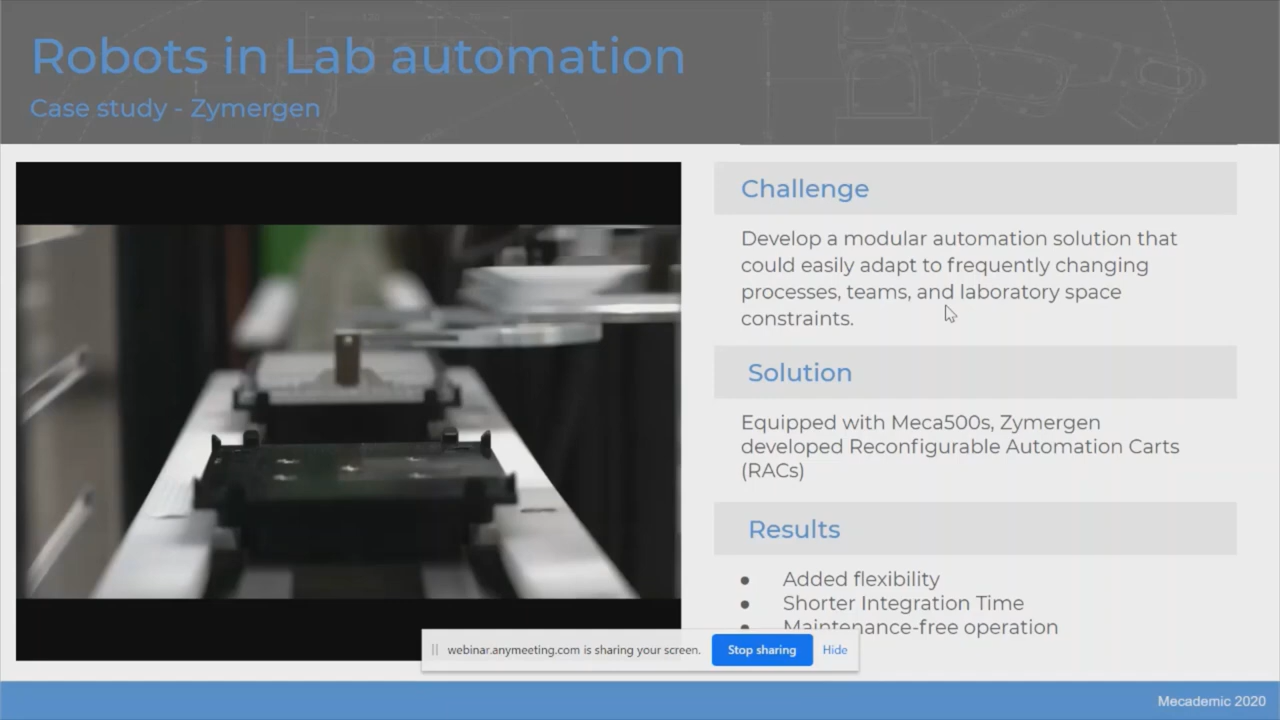 Robots in Lab automation
Case study - Zymergen
Challenge
Develop a modular automation solution that
could easily adapt to frequently changing
processes, teams, and laboratory space
constraints.
Solution
Equipped with Meca500s, Zymergen
developed Reconfigurable Automation Carts
(RACs)
Results
● Added flexibility
● Shorter Integration Time
● Maintenance-free operation
webinar.anymeeting.com is sharing your screen.
Stop sharing
Hide
Mecademic 2020